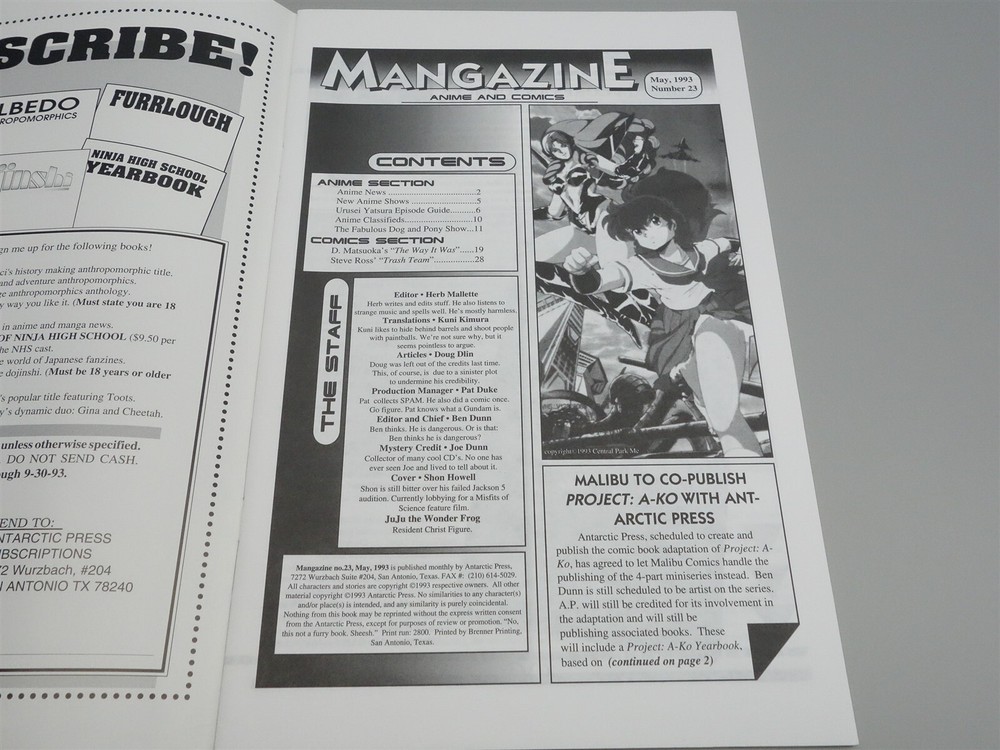 SCRIBE!
LBEDO
ROPOMORPHICS
FURRLOUGH
jinshi
NINJA HIGH SCHOOL
YEARBOOK
gn me up for the following books!
ci's history making anthropomorphic title.
and adventure anthropomorphics.
ge anthropomorphics anthology.
y way you like it. (Must state you are 18
in anime and manga news.
OF NINJA HIGH SCHOOL ($9.50 per
he NHS cast.
e world of Japanese fanzines.
e dojinshi. (Must be 18 years or older
's popular title featuring Toots.
y's dynamic duo: Gina and Cheetah.
unless otherwise specified.
DO NOT SEND CASH.
ugh 9-30-93.
END TO:
NTARCTIC PRESS
UBSCRIPTIONS
72 Wurzbach, #204
N ANTONIO TX 78240
MANGAZINE
ANIME AND COMICS
May, 1993
Number 23
CONTENTS
ANIME SECTION
Anime News ...............................2
New Anime Shows .....................5
Urusei Yatsura Episode Guide..........6
Anime Classifieds........................10
The Fabulous Dog and Pony Show...11
COMICS SECTION
D. Matsuoka's "The Way It Was"......19
Steve Ross' "Trash Team"..................28
THE STAFF
Editor • Herb Mallette
Herb writes and edits stuff. He also listens to
strange music and spells well. He's mostly harmless.
Translations • Kuni Kimura
Kuni likes to hide behind barrels and shoot people
with paintballs. We're not sure why, but it
seems pointless to argue.
Articles • Doug Dlin
Doug was left out of the credits last time.
This, of course, is due to a sinister plot
to undermine his credibility.
Production Manager • Pat Duke
Pat collects SPAM. He also did a comic once.
Go figure. Pat knows what a Gundam is.
Editor and Chief • Ben Dunn
Ben thinks. He is dangerous. Or is that:
Ben thinks he is dangerous?
Mystery Credit • Joe Dunn
Collector of many cool CD's. No one has
ever seen Joe and lived to tell about it.
Cover • Shon Howell
Shon is still bitter over his failed Jackson 5
audition. Currently lobbying for a Misfits of
Science feature film.
JuJu the Wonder Frog
Resident Christ Figure.
Mangazine no.23, May, 1993 is published monthly by Antarctic Press,
7272 Wurzbach Suite #204, San Antonio, Texas. FAX #: (210) 614-5029.
All characters and stories are copyright ©1993 respective owners. All other
material copyright ©1993 Antarctic Press. No similarities to any character(s)
and/or place(s) is intended, and any similarity is purely coincidental.
Nothing from this book may be reprinted without the express written consent
from the Antarctic Press, except for purposes of review or promotion. "No,
this not a furry book. Sheesh." Print run: 2800. Printed by Brenner Printing,
San Antonio, Texas.
copyright: 1993 Central Park Me
MALIBU TO CO-PUBLISH
PROJECT: A-KO WITH ANT-
ARCTIC PRESS
Antarctic Press, scheduled to create and
publish the comic book adaptation of Project: A-
Ko, has agreed to let Malibu Comics handle the
publishing of the 4-part miniseries instead. Ben
Dunn is still scheduled to be artist on the series.
A.P. will still be credited for its involvement in
the adaptation and will still be
publishing associated books. These
will include a Project: A-Ko Yearbook,
based on (continued on page 2)